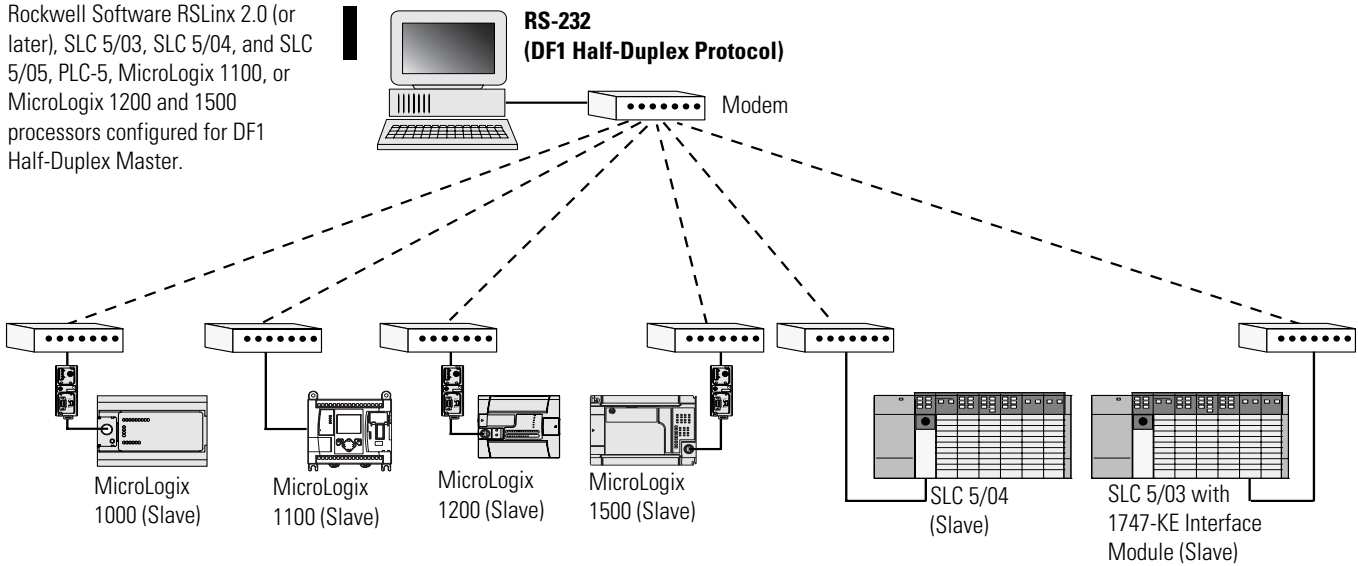 Rockwell Software RSLinx 2.0 (or
later), SLC 5/03, SLC 5/04, and SLC
5/05, PLC-5, MicroLogix 1100, or
MicroLogix 1200 and 1500
processors configured for DF1
Half-Duplex Master.
RS-232
(DF1 Half-Duplex Protocol)
Modem
MicroLogix
1000 (Slave)
MicroLogix
1100 (Slave)
MicroLogix
1200 (Slave)
MicroLogix
1500 (Slave)
SLC 5/04
(Slave)
SLC 5/03 with
1747-KE Interface
Module (Slave)